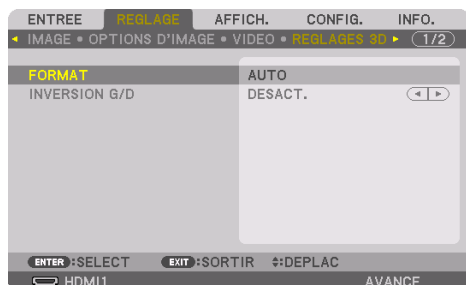 ENTREE REGLAGE AFFICH. CONFIG. INFO.
IMAGE • OPTIONS D'IMAGE • VIDEO • REGLAGES 3D 1/2
FORMAT AUTO
INVERSION G/D DESACT.
ENTER :SELECT EXIT :SORTIR :DEPLAC
HDMI1 AVANCE